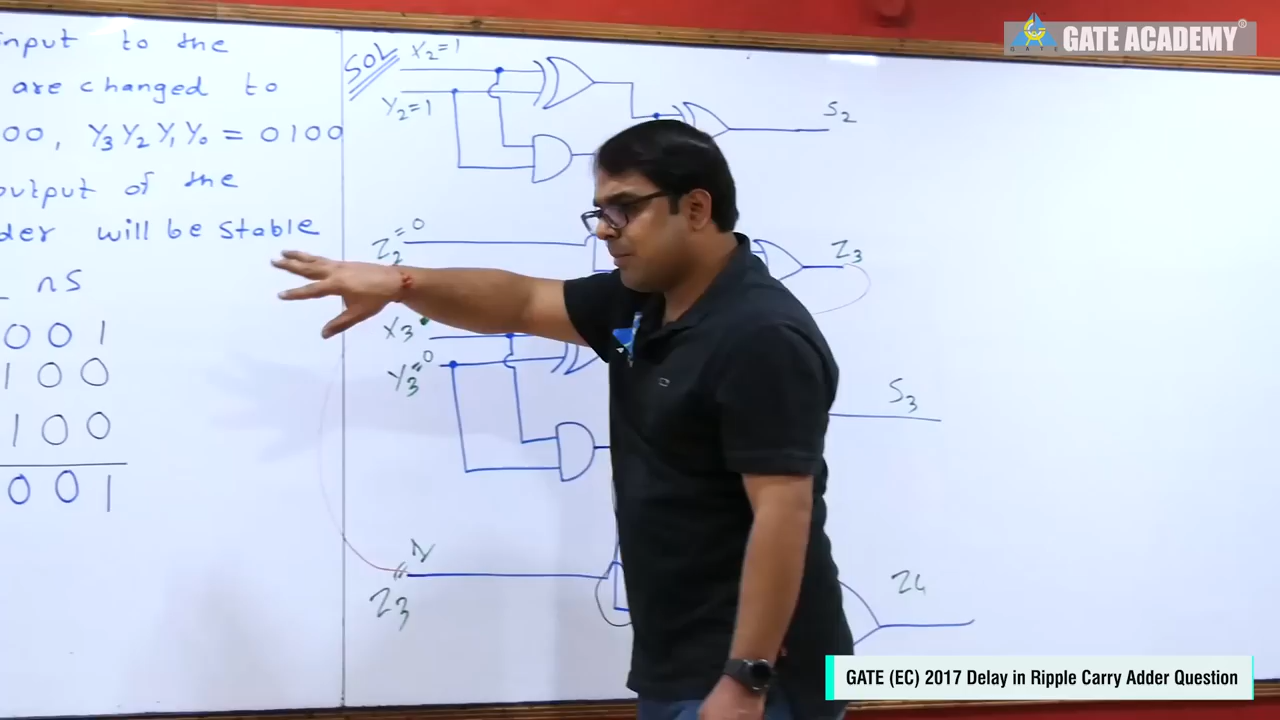 input to the
are changed to
00, Y3 Y2 Y1 Y0 = 0100
output of the
der will be stable
_ ns
0 0 1
1 0 0
1 0 0
0 0 1
SOL
X2=1
Y2=1
S2
Z2=0
Z3
X3
Y3=0
S3
Z3
Z4
GATE ACADEMY®
GATE
GATE (EC) 2017 Delay in Ripple Carry Adder Question